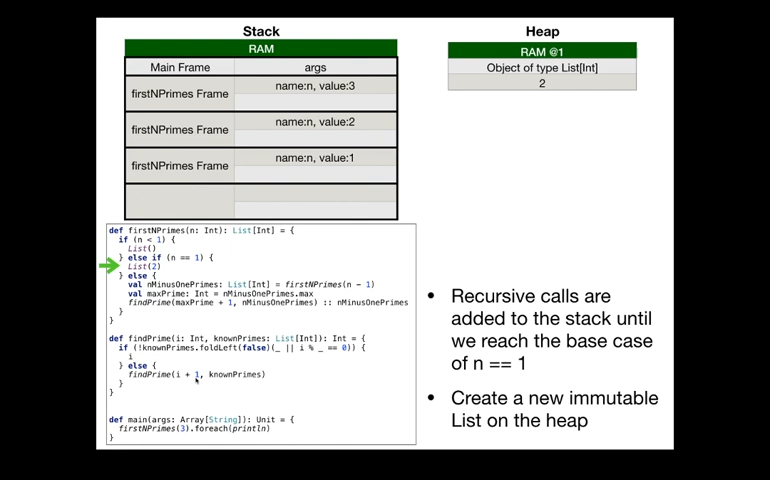 Stack
RAM
Main Frame args
firstNPrimes Frame name:n, value:3
firstNPrimes Frame name:n, value:2
firstNPrimes Frame name:n, value:1
Heap
RAM @1
Object of type List[Int]
2
def firstNPrimes(n: Int): List[Int] = {
if (n < 1) {
List()
} else if (n == 1) {
List(2)
} else {
val nMinusOnePrimes: List[Int] = firstNPrimes(n - 1)
val maxPrime: Int = nMinusOnePrimes.max
findPrime(maxPrime + 1, nMinusOnePrimes) :: nMinusOnePrimes
}
}
def findPrime(i: Int, knownPrimes: List[Int]): Int = {
if (!knownPrimes.foldLeft(false)(_ || i % _ == 0)) {
i
} else {
findPrime(i + 1, knownPrimes)
}
}
def main(args: Array[String]): Unit = {
firstNPrimes(3).foreach(println)
}
• Recursive calls are
added to the stack until
we reach the base case
of n == 1
• Create a new immutable
List on the heap